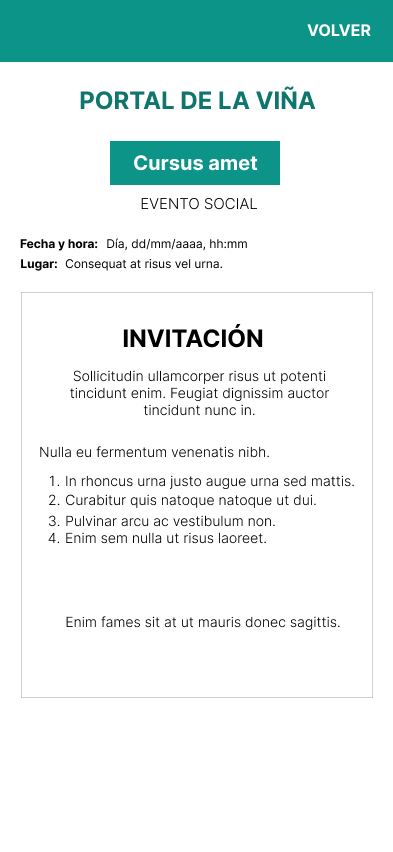 VOLVER
PORTAL DE LA VIÑA
Cursus amet
EVENTO SOCIAL
Fecha y hora: Día, dd/mm/aaaa, hh:mm
Lugar: Consequat at risus vel urna.
INVITACIÓN
Sollicitudin ullamcorper risus ut potenti
tincidunt enim. Feugiat dignissim auctor
tincidunt nunc in.
Nulla eu fermentum venenatis nibh.
1. In rhoncus urna justo augue urna sed mattis.
2. Curabitur quis natoque natoque ut dui.
3. Pulvinar arcu ac vestibulum non.
4. Enim sem nulla ut risus laoreet.
Enim fames sit at ut mauris donec sagittis.